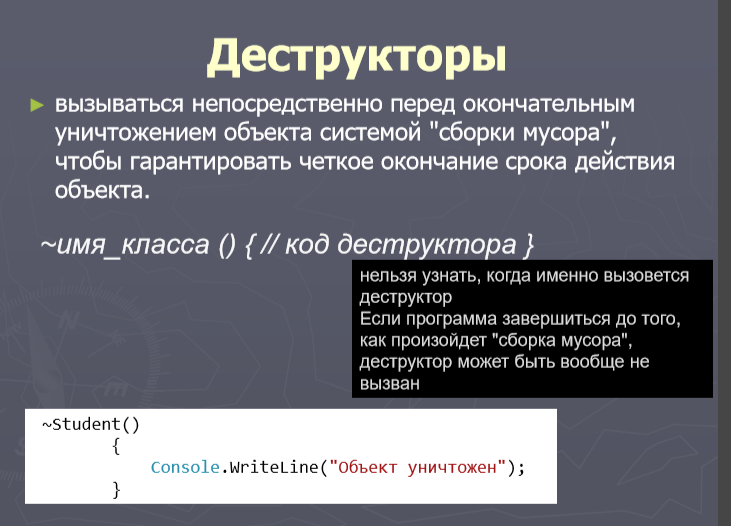 Деструкторы
вызываться непосредственно перед окончательным
уничтожением объекта системой "сборки мусора",
чтобы гарантировать четкое окончание срока действия
объекта.
~имя_класса () { // код деструктора }
нельзя узнать, когда именно вызовется
деструктор
Если программа завершиться до того,
как произойдет "сборка мусора",
деструктор может быть вообще не
вызван
~Student()
{
Console.WriteLine("Объект уничтожен");
}